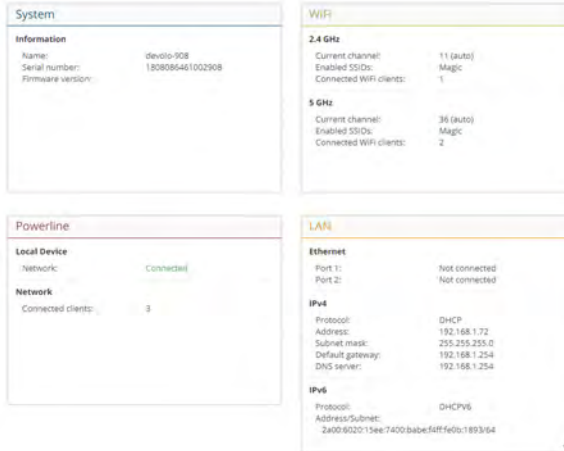 System
Information
Name: devolo-908
Serial number: 1808086461002908
Firmware version:
WiFi
2.4 GHz
Current channel: 11 (auto)
Enabled SSIDs: Magic
Connected WiFi clients: 1
5 GHz
Current channel: 36 (auto)
Enabled SSIDs: Magic
Connected WiFi clients: 2
Powerline
Local Device
Network: Connected
Network
Connected clients: 3
LAN
Ethernet
Port 1: Not connected
Port 2: Not connected
IPv4
Protocol: DHCP
Address: 192.168.1.72
Subnet mask: 255.255.255.0
Default gateway: 192.168.1.254
DNS server: 192.168.1.254
IPv6
Protocol: DHCPV6
Address/Subnet:
2a00:6020:15ee:7400:babe:f4ff:fe0b:1893/64